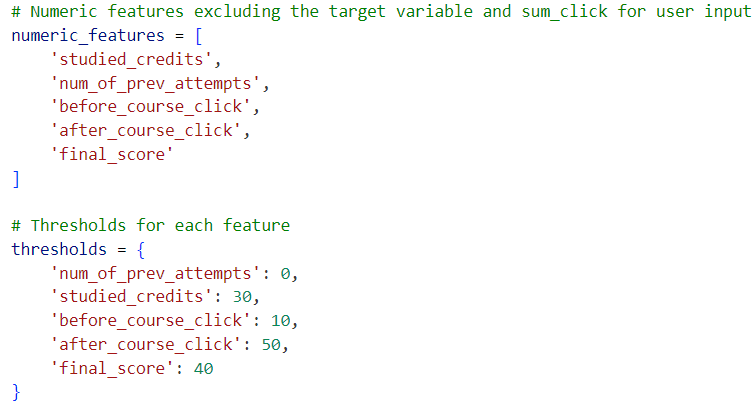 # Numeric features excluding the target variable and sum_click for user input
numeric_features = [
    'studied_credits',
    'num_of_prev_attempts',
    'before_course_click',
    'after_course_click',
    'final_score'
]

# Thresholds for each feature
thresholds = {
    'num_of_prev_attempts': 0,
    'studied_credits': 30,
    'before_course_click': 10,
    'after_course_click': 50,
    'final_score': 40
}